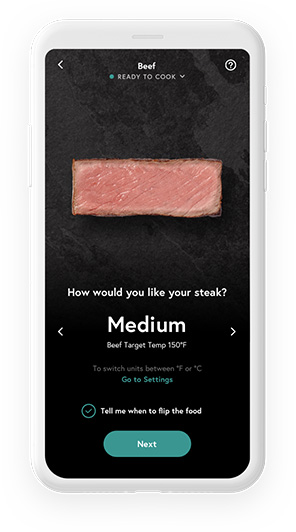 Beef
READY TO COOK
How would you like your steak?
Medium
Beef Target Temp 150°F
To switch units between °F or °C
Go to Settings
Tell me when to flip the food
Next